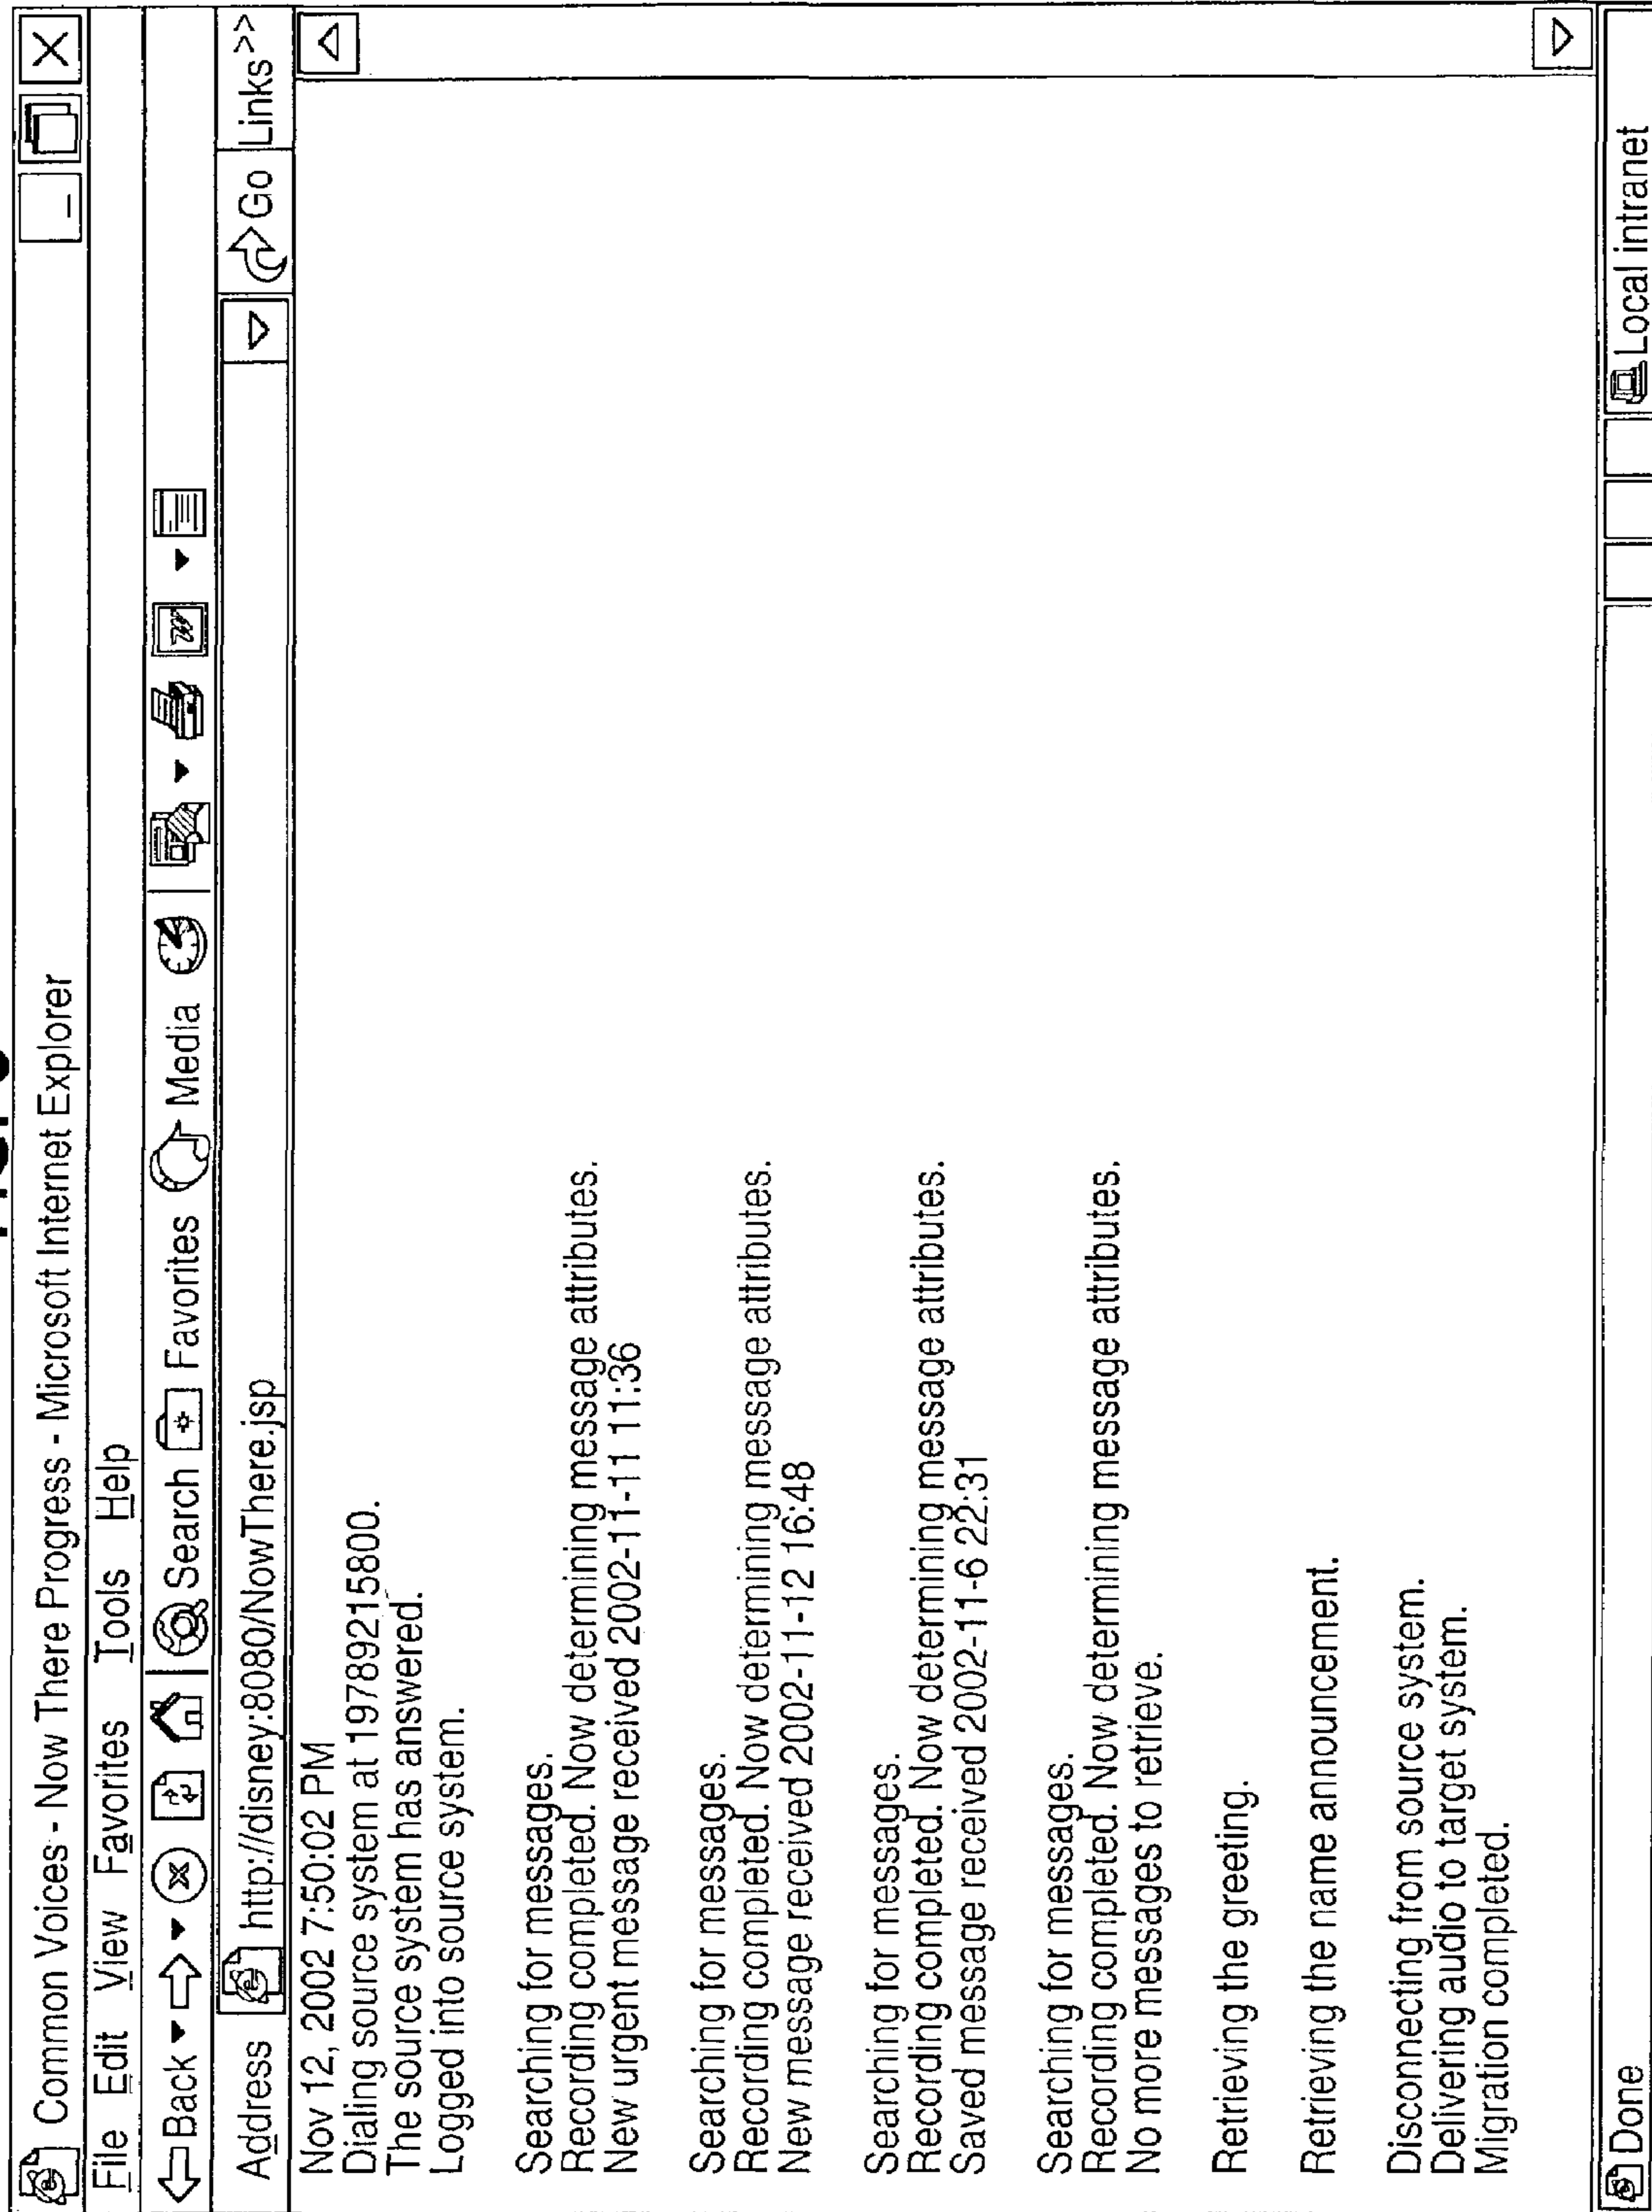 Common Voices - Now There Progress - Microsoft Internet Explorer
File Edit View Favorites Tools Help
Back Search Favorites Media
Address http://disney:8080/NowThere.jsp Go Links >>
Nov 12, 2002 7:50:02 PM
Dialing source system at 19789215800.
The source system has answered.
Logged into source system.
Searching for messages.
Recording completed. Now determining message attributes.
New urgent message received 2002-11-11 11:36
Searching for messages.
Recording completed. Now determining message attributes.
New message received 2002-11-12 16:48
Searching for messages.
Recording completed. Now determining message attributes.
Saved message received 2002-11-6 22:31
Searching for messages.
Recording completed. Now determining message attributes.
No more messages to retrieve.
Retrieving the greeting.
Retrieving the name announcement.
Disconnecting from source system.
Delivering audio to target system.
Migration completed.
Done Local intranet